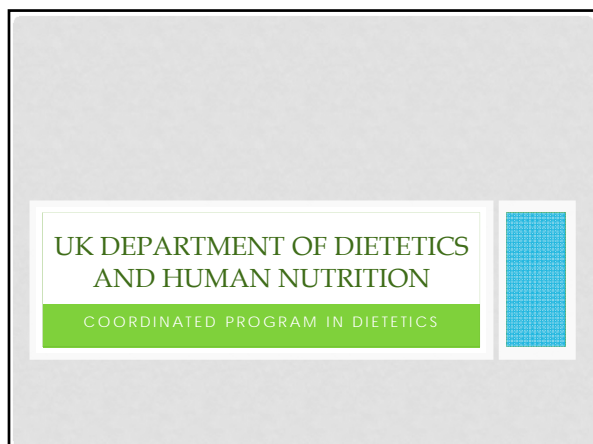 UK DEPARTMENT OF DIETETICS
AND HUMAN NUTRITION
COORDINATED PROGRAM IN DIETETICS